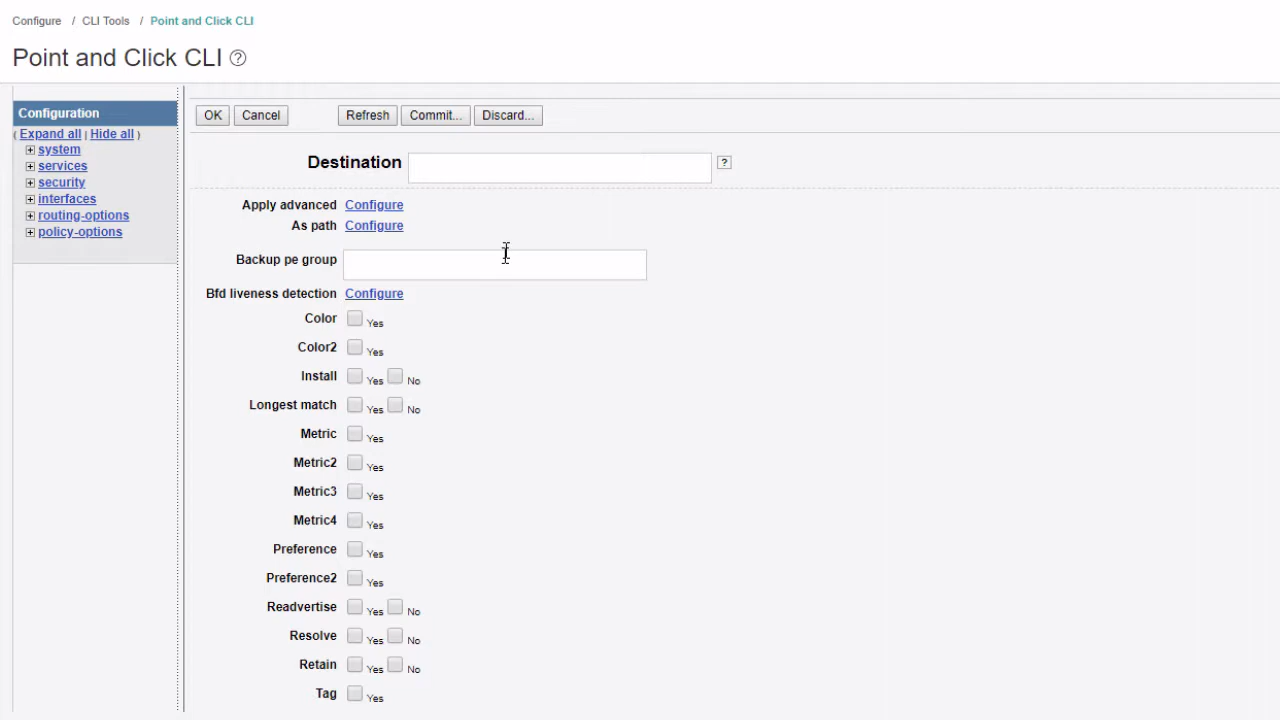 Configure / CLI Tools / Point and Click CLI
Point and Click CLI ?
Configuration
( Expand all | Hide all )
system
services
security
interfaces
routing-options
policy-options
OK Cancel Refresh Commit... Discard...
Destination ?
Apply advanced Configure
As path Configure
Backup pe group
Bfd liveness detection Configure
Color Yes
Color2 Yes
Install Yes No
Longest match Yes No
Metric Yes
Metric2 Yes
Metric3 Yes
Metric4 Yes
Preference Yes
Preference2 Yes
Readvertise Yes No
Resolve Yes No
Retain Yes No
Tag Yes